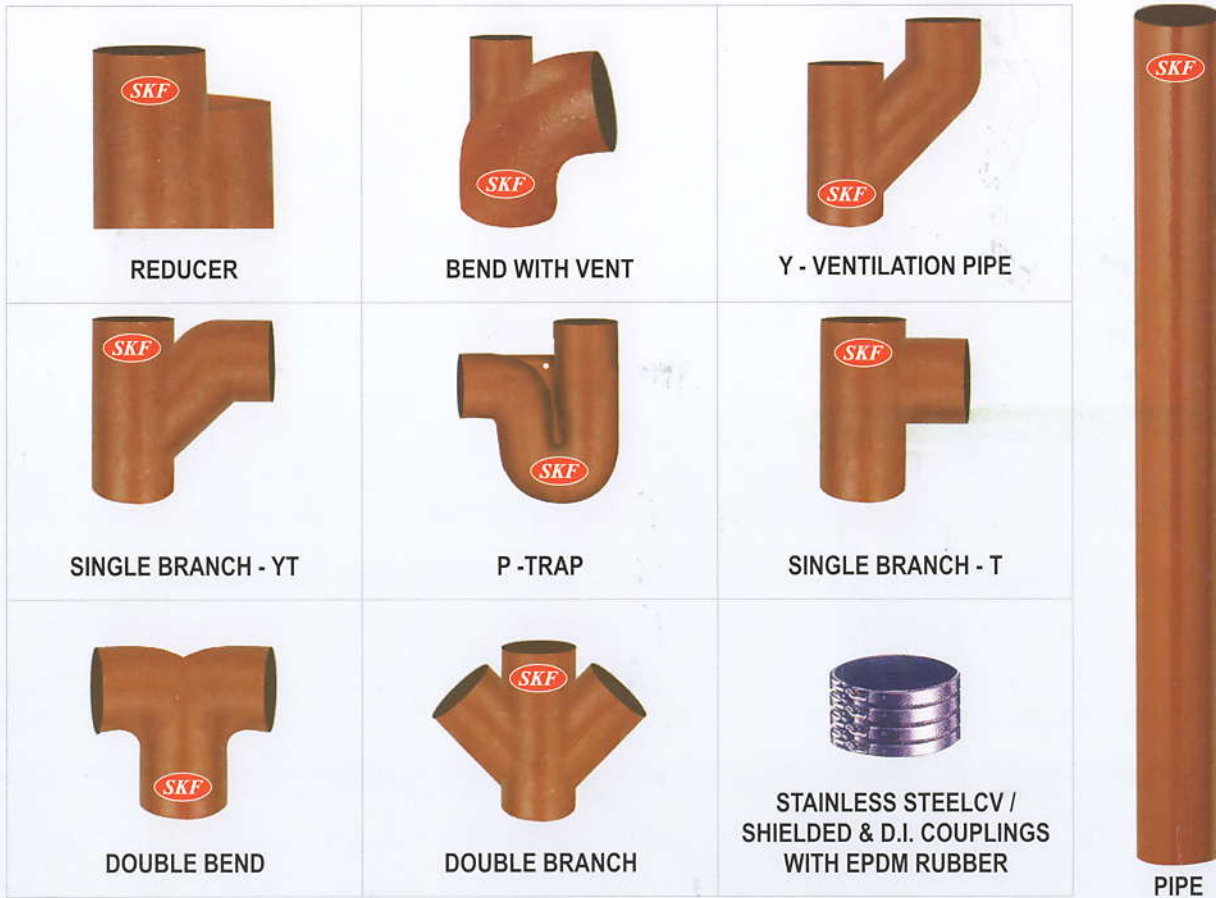 SKF
REDUCER
SKF
BEND WITH VENT
SKF
Y - VENTILATION PIPE
SKF
SINGLE BRANCH - YT
SKF
P -TRAP
SKF
SINGLE BRANCH - T
SKF
DOUBLE BEND
SKF
DOUBLE BRANCH
STAINLESS STEELCV /
SHIELDED & D.I. COUPLINGS
WITH EPDM RUBBER
SKF
PIPE